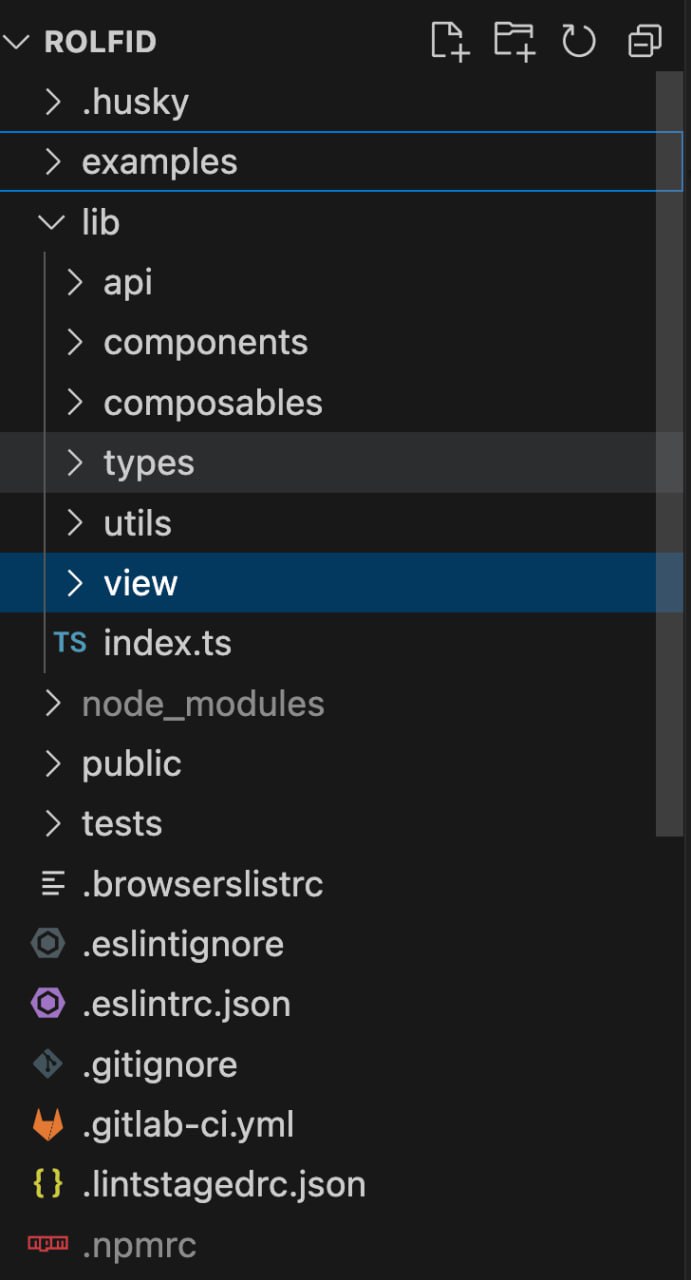 ROLFID
.husky
examples
lib
api
components
composables
types
utils
view
TS index.ts
node_modules
public
tests
.browserslistrc
.eslintignore
.eslintrc.json
.gitignore
.gitlab-ci.yml
{ } .lintstagedrc.json
npm .npmrc